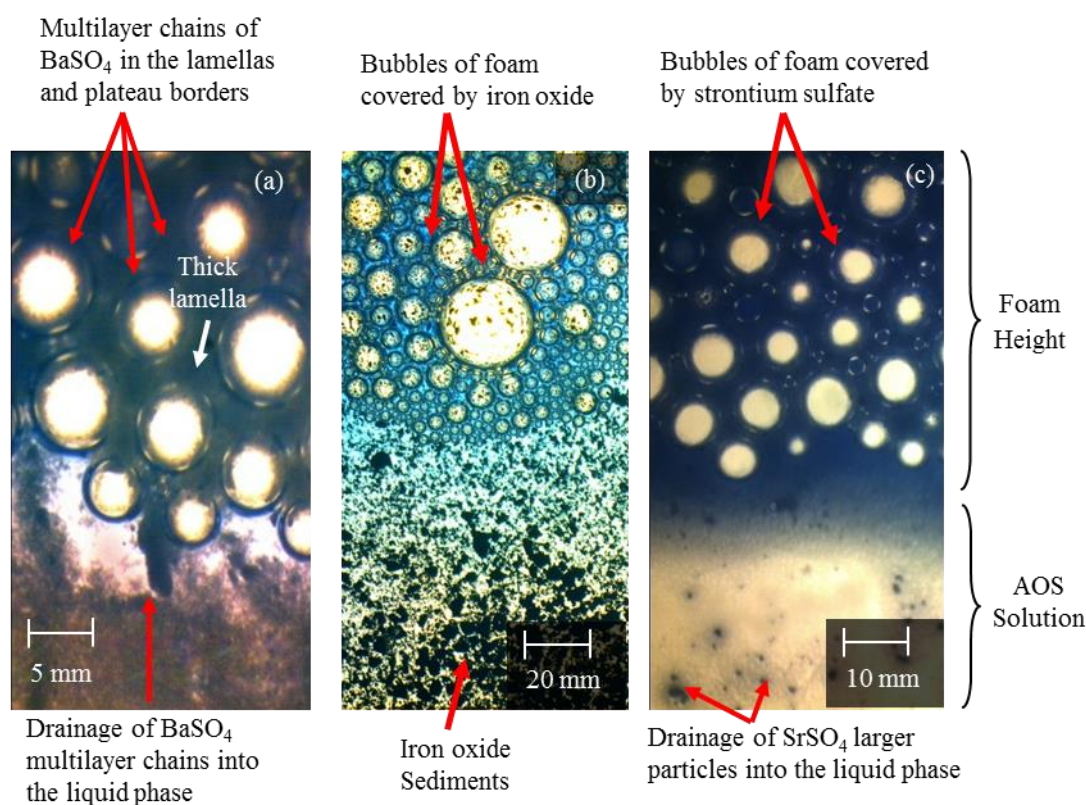 Multilayer chains of
BaSO4 in the lamellas
and plateau borders
Bubbles of foam
covered by iron oxide
Bubbles of foam covered
by strontium sulfate
(a)
(b)
(c)
Thick
lamella
Foam
Height
AOS
Solution
5 mm
20 mm
10 mm
Drainage of BaSO4
multilayer chains into
the liquid phase
Iron oxide
Sediments
Drainage of SrSO4 larger
particles into the liquid phase